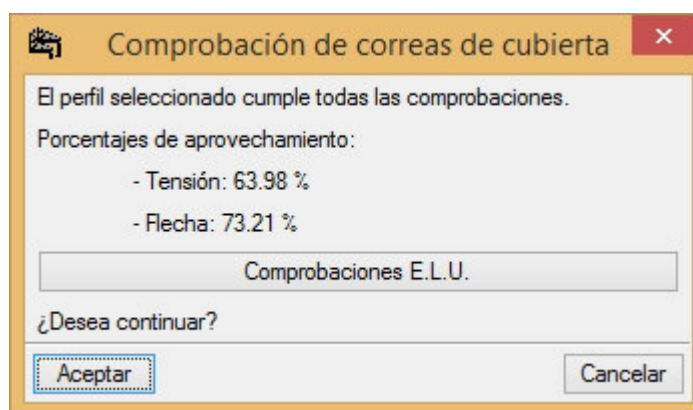 Comprobación de correas de cubierta
El perfil seleccionado cumple todas las comprobaciones.
Porcentajes de aprovechamiento:
- Tensión: 63.98 %
- Flecha: 73.21 %
Comprobaciones E.L.U.
¿Desea continuar?
Aceptar
Cancelar